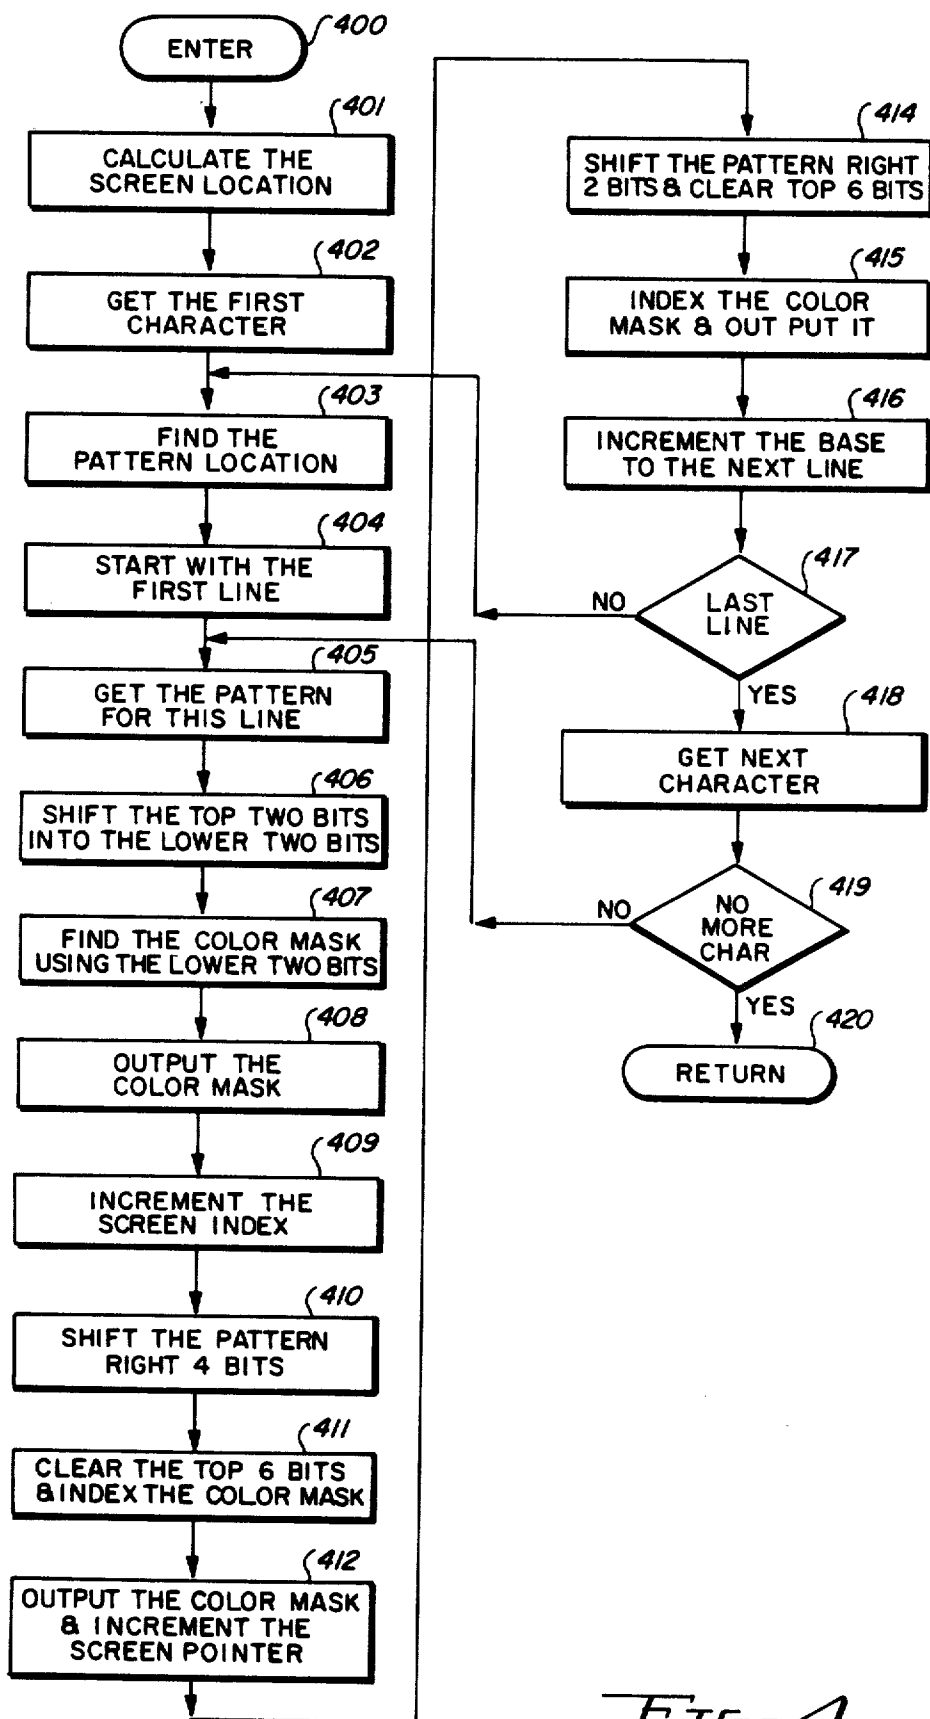 ENTER
400
401
CALCULATE THE
SCREEN LOCATION
402
GET THE FIRST
CHARACTER
403
FIND THE
PATTERN LOCATION
404
START WITH THE
FIRST LINE
405
GET THE PATTERN
FOR THIS LINE
406
SHIFT THE TOP TWO BITS
INTO THE LOWER TWO BITS
407
FIND THE COLOR MASK
USING THE LOWER TWO BITS
408
OUTPUT THE
COLOR MASK
409
INCREMENT THE
SCREEN INDEX
410
SHIFT THE PATTERN
RIGHT 4 BITS
411
CLEAR THE TOP 6 BITS
& INDEX THE COLOR MASK
412
OUTPUT THE COLOR MASK
& INCREMENT THE
SCREEN POINTER
414
SHIFT THE PATTERN RIGHT
2 BITS & CLEAR TOP 6 BITS
415
INDEX THE COLOR
MASK & OUT PUT IT
416
INCREMENT THE BASE
TO THE NEXT LINE
417
LAST
LINE
NO
YES
418
GET NEXT
CHARACTER
419
NO
MORE
CHAR
NO
YES
420
RETURN